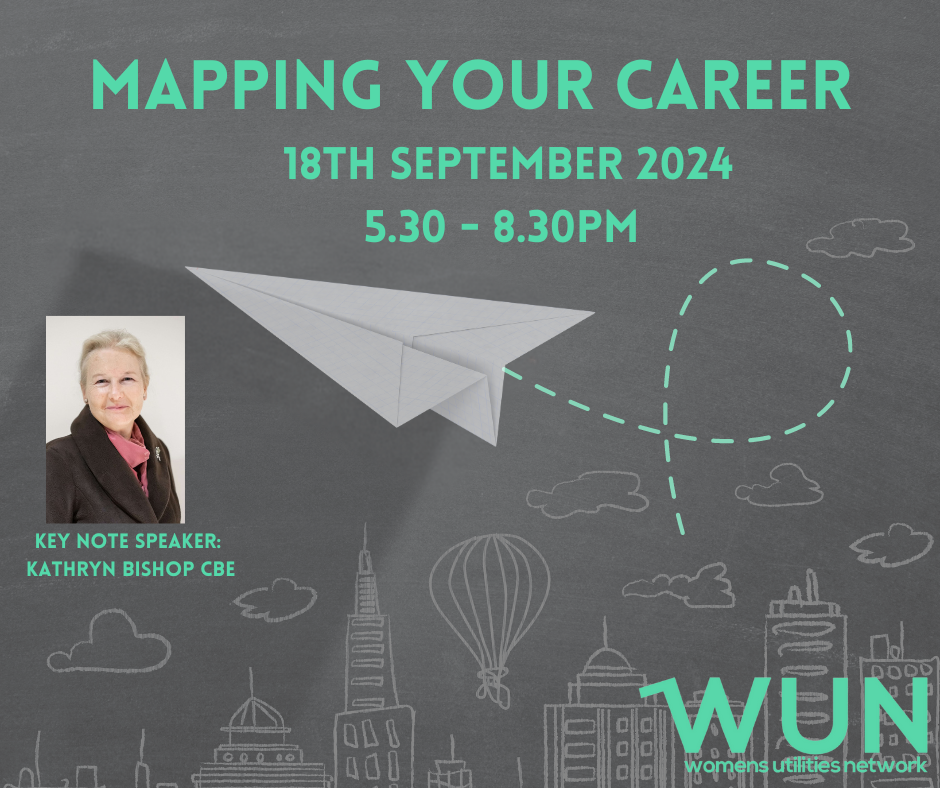 MAPPING YOUR CAREER
18TH SEPTEMBER 2024
5.30 - 8.30PM
KEY NOTE SPEAKER:
KATHRYN BISHOP CBE
WUN
womens utilities network